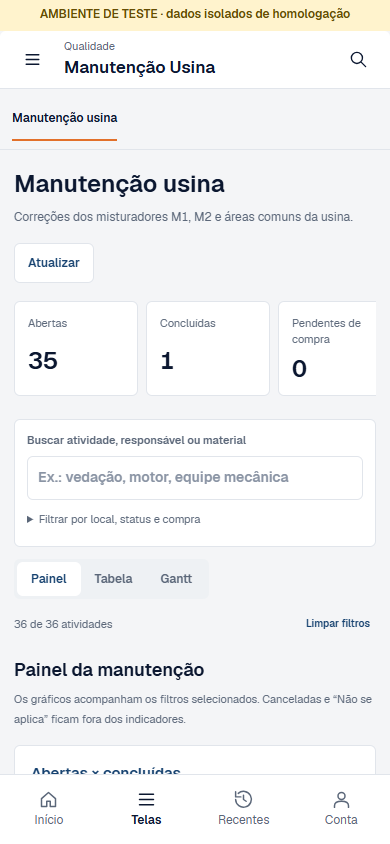 AMBIENTE DE TESTE · dados isolados de homologação
Qualidade
Manutenção Usina
Manutenção usina
Manutenção usina
Correções dos misturadores M1, M2 e áreas comuns da usina.
Atualizar
Abertas
35
Concluídas
1
Pendentes de
compra
0
Buscar atividade, responsável ou material
Ex.: vedação, motor, equipe mecânica
Filtrar por local, status e compra
Painel
Tabela
Gantt
36 de 36 atividades
Limpar filtros
Painel da manutenção
Os gráficos acompanham os filtros selecionados. Canceladas e “Não se
aplica” ficam fora dos indicadores.
Abertas × concluídas
Início
Telas
Recentes
Conta